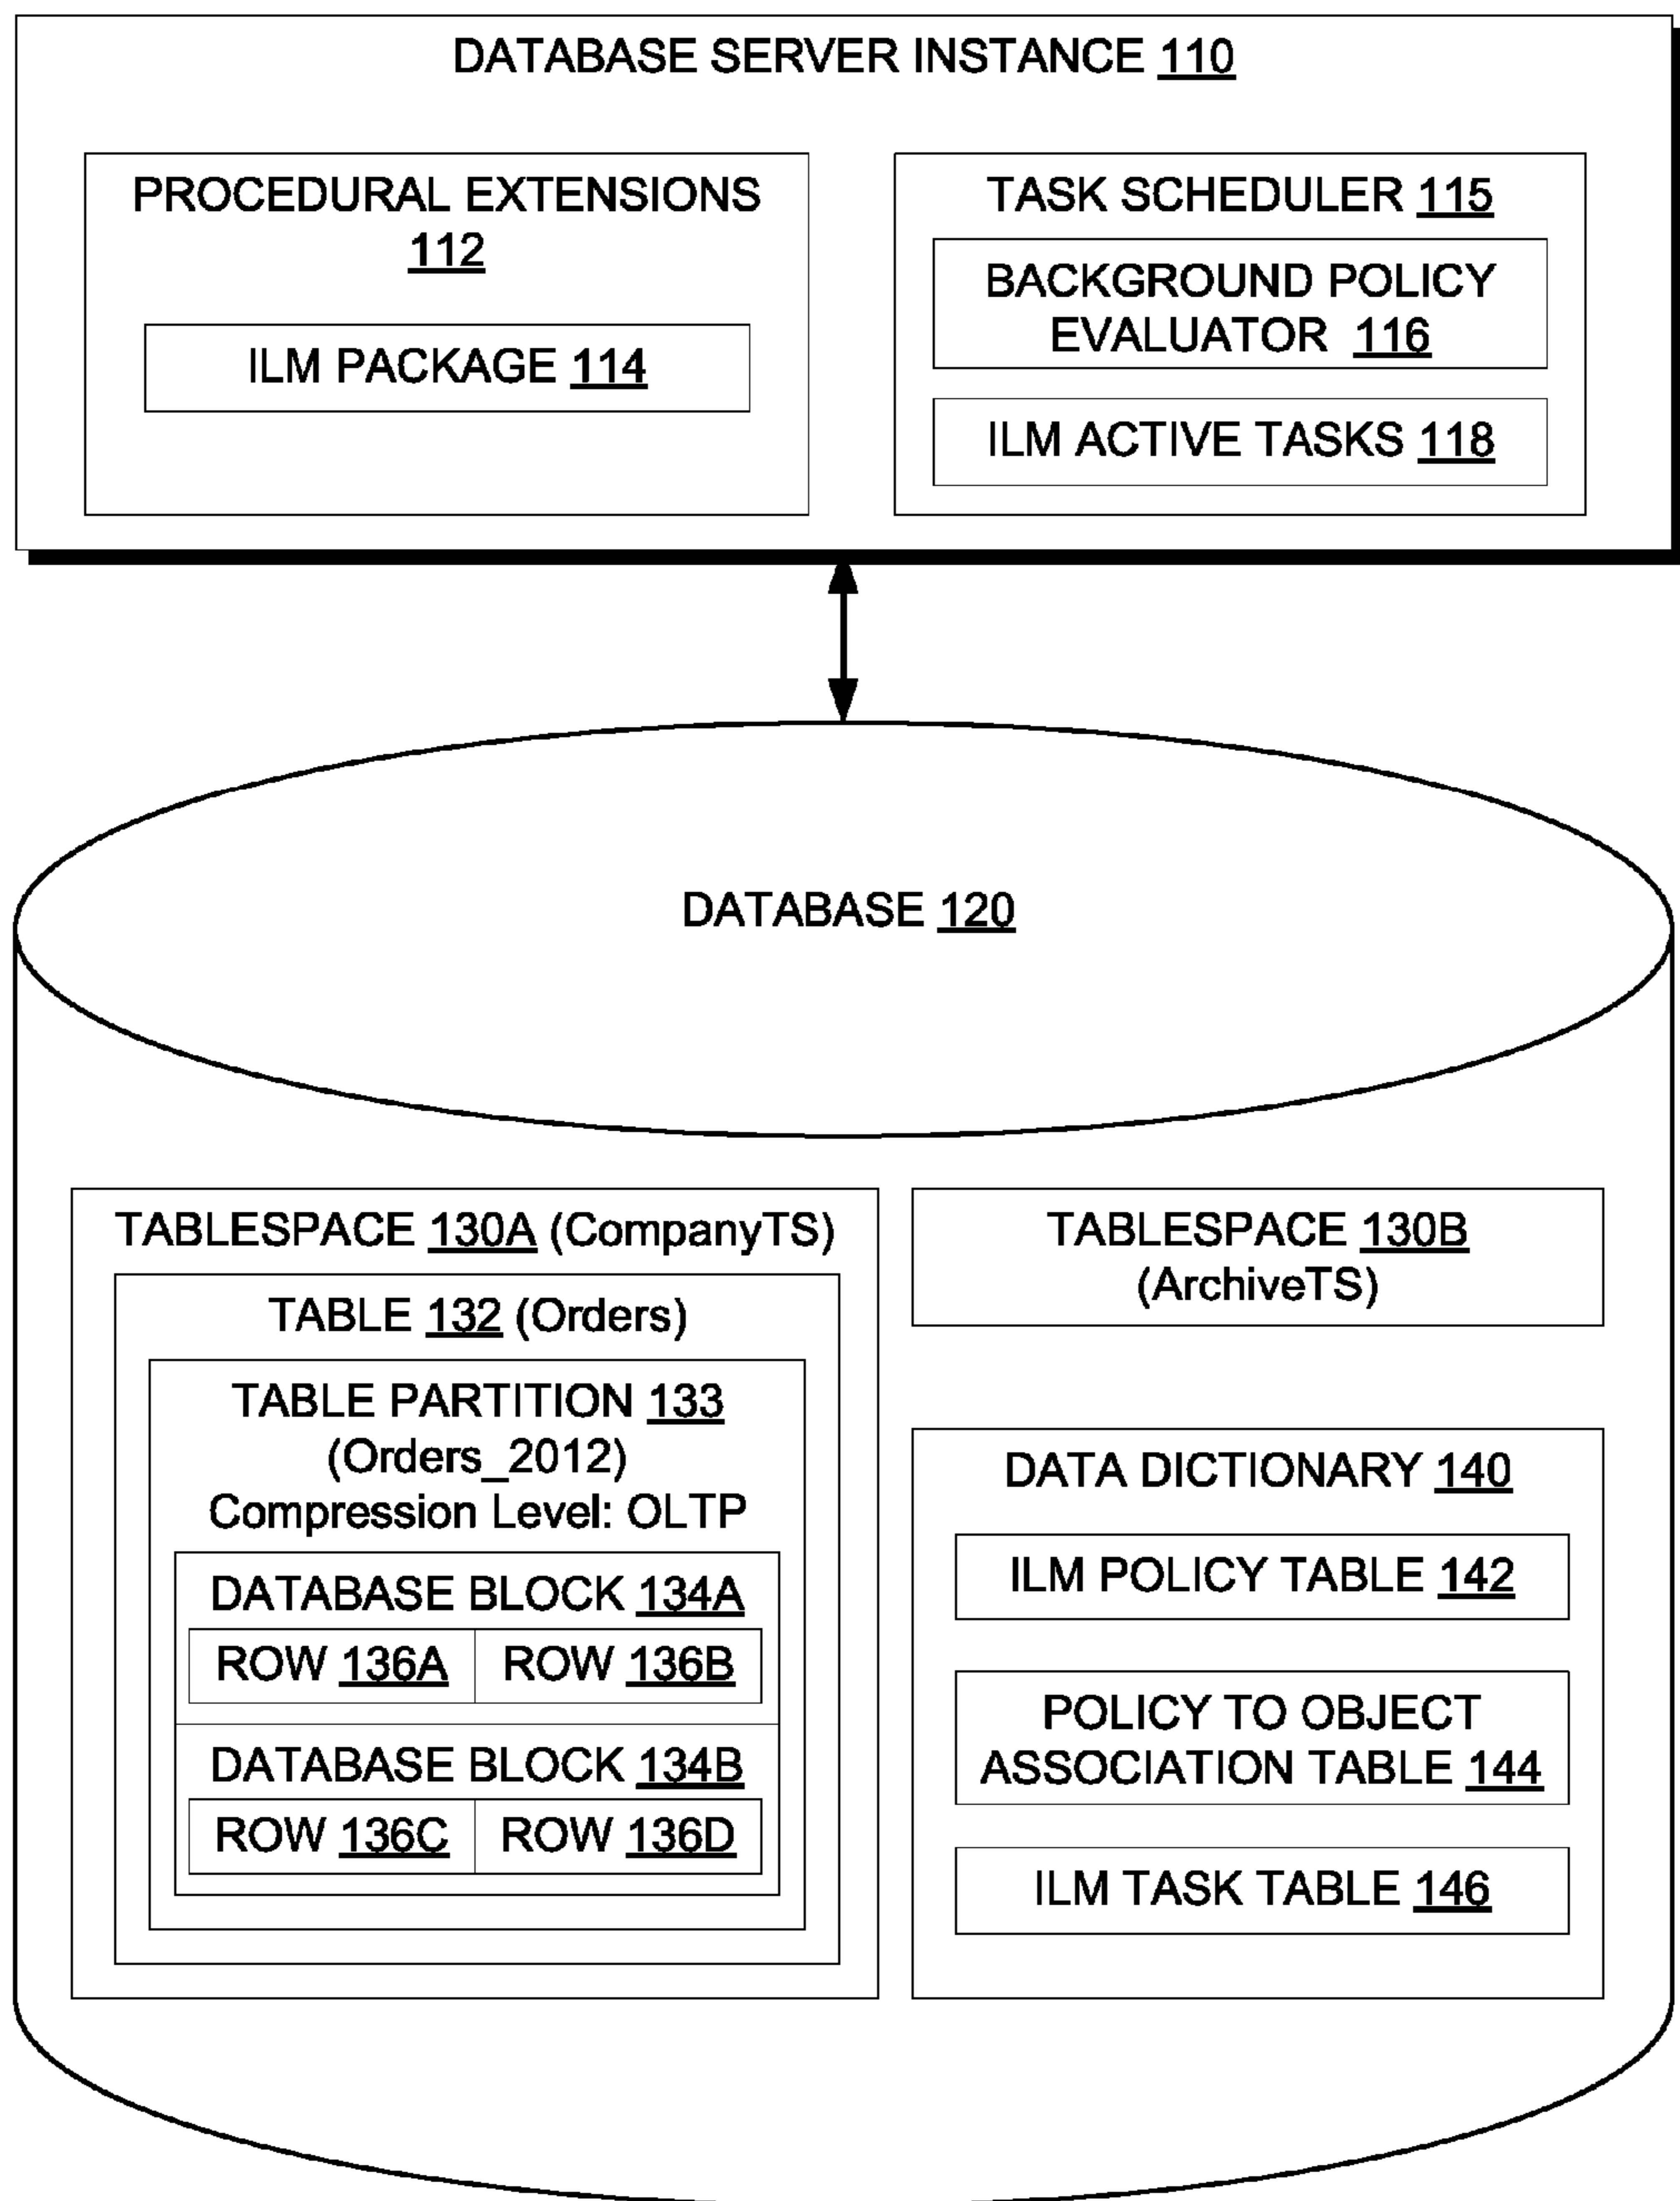 DATABASE SERVER INSTANCE 110
PROCEDURAL EXTENSIONS
112
ILM PACKAGE 114
TASK SCHEDULER 115
BACKGROUND POLICY
EVALUATOR 116
ILM ACTIVE TASKS 118
DATABASE 120
TABLESPACE 130A (CompanyTS)
TABLE 132 (Orders)
TABLE PARTITION 133
(Orders_2012)
Compression Level: OLTP
DATABASE BLOCK 134A
ROW 136A ROW 136B
DATABASE BLOCK 134B
ROW 136C ROW 136D
TABLESPACE 130B
(ArchiveTS)
DATA DICTIONARY 140
ILM POLICY TABLE 142
POLICY TO OBJECT
ASSOCIATION TABLE 144
ILM TASK TABLE 146